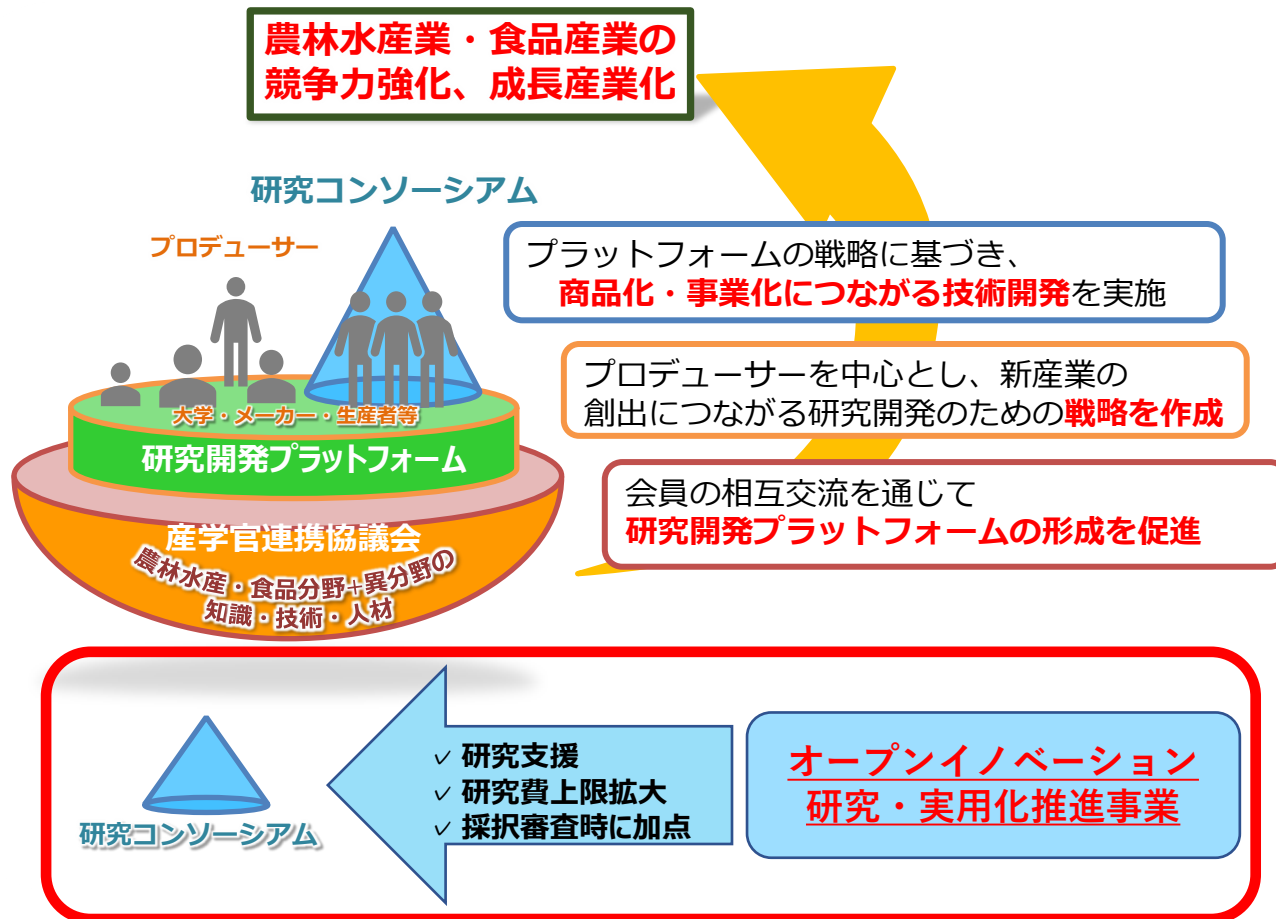 農林水産業・食品産業の
競争力強化、成長産業化
研究コンソーシアム
プロデューサー
プラットフォームの戦略に基づき、
商品化・事業化につながる技術開発を実施
プロデューサーを中心とし、新産業の
創出につながる研究開発のための戦略を作成
大学・メーカー・生産者等
研究開発プラットフォーム
会員の相互交流を通じて
研究開発プラットフォームの形成を促進
産学官連携協議会
農林水産・食品分野+異分野の
知識・技術・人材
✓ 研究支援
✓ 研究費上限拡大
✓ 採択審査時に加点
オープンイノベーション
研究・実用化推進事業
研究コンソーシアム